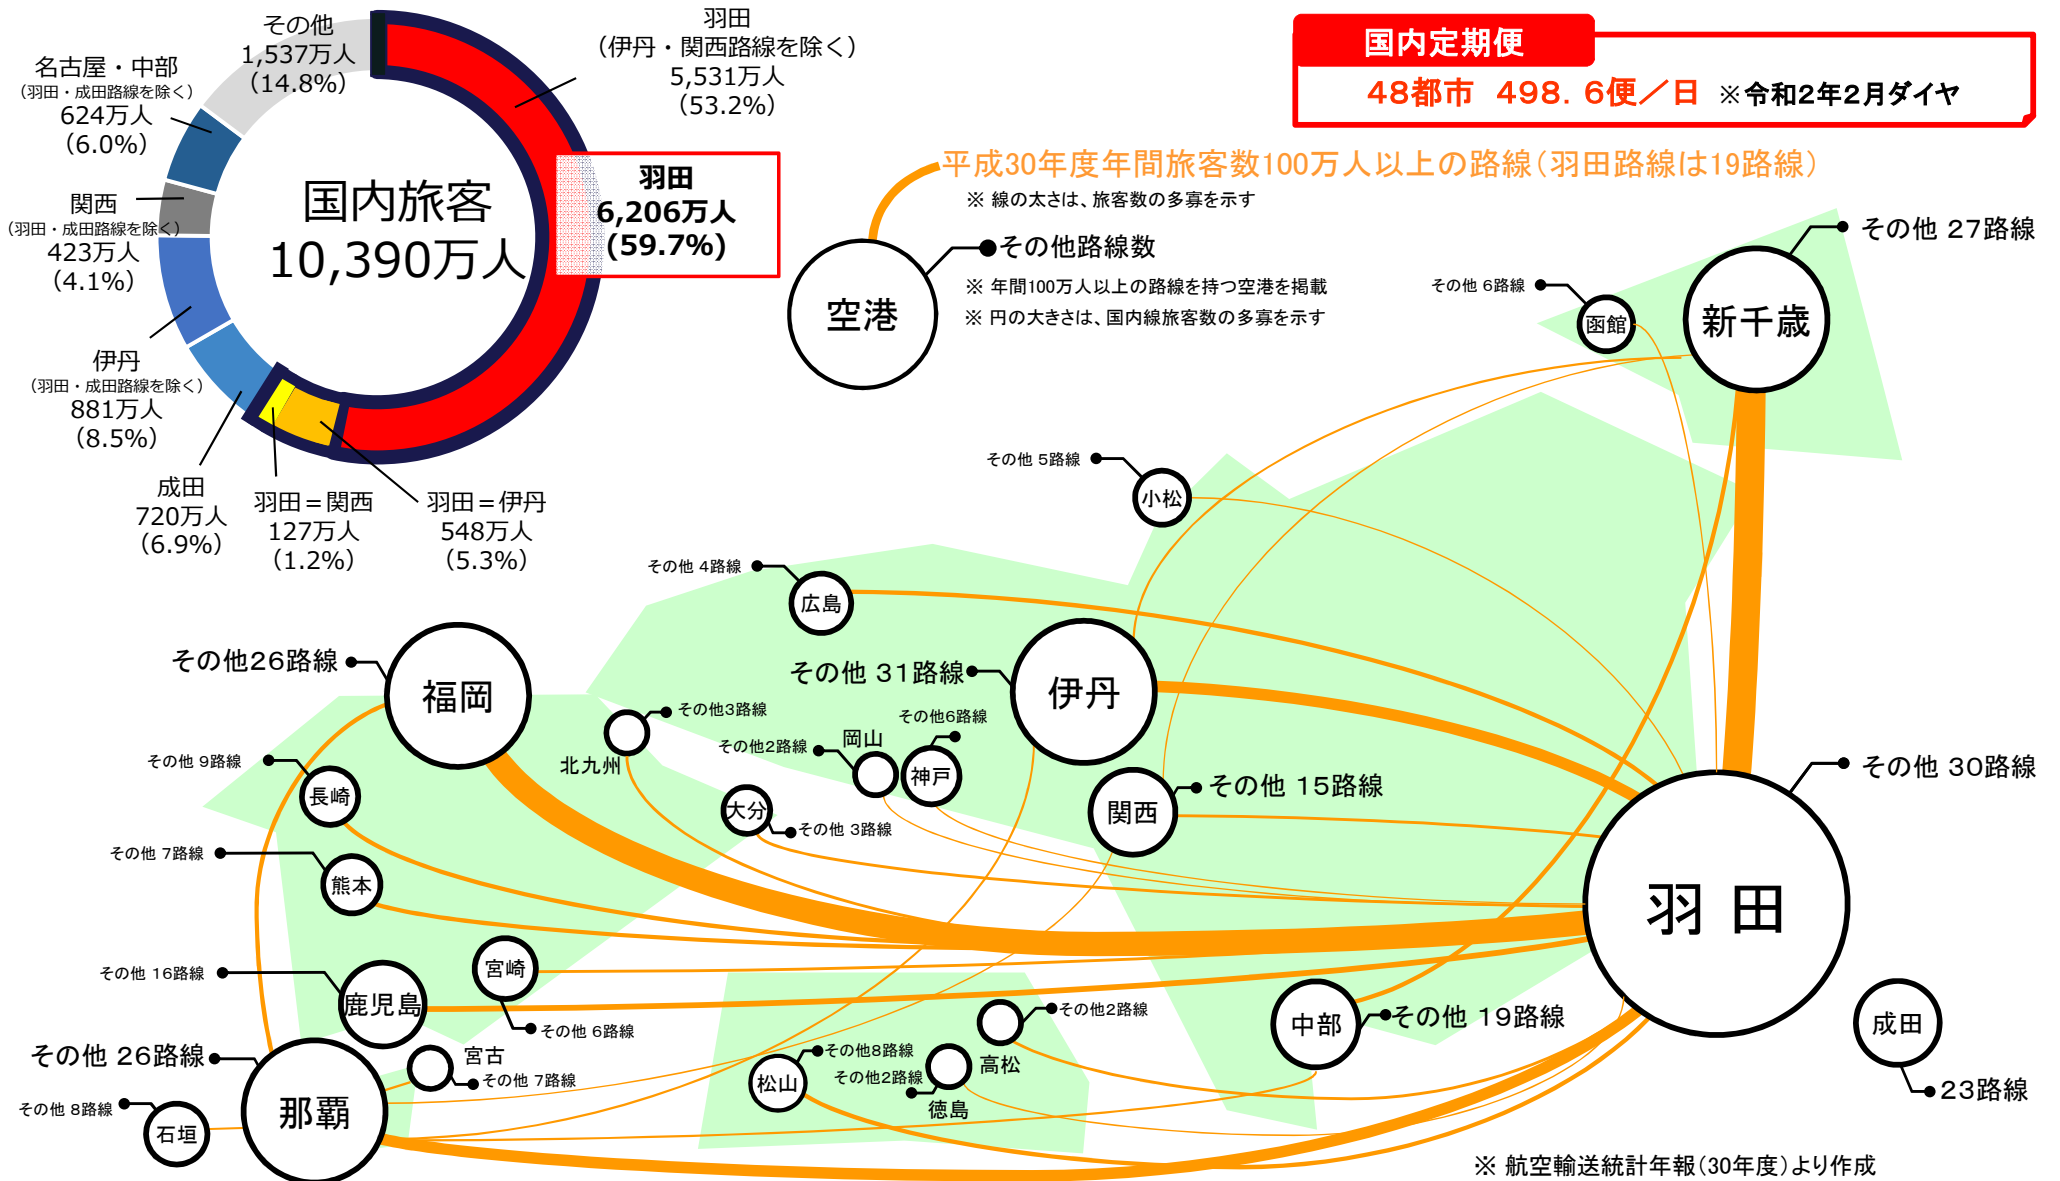 その他
1,537万人
（14.8%）
羽田
（伊丹・関西路線を除く）
5,531万人
（53.2%）
名古屋・中部
（羽田・成田路線を除く）
624万人
（6.0%）
関西
（羽田・成田路線を除く）
423万人
（4.1%）
伊丹
（羽田・成田路線を除く）
881万人
（8.5%）
成田
720万人
（6.9%）
羽田＝関西
127万人
（1.2%）
羽田＝伊丹
548万人
（5.3%）
国内旅客
10,390万人
羽田
6,206万人
（59.7%）
国内定期便
48都市 498．6便／日 ※令和2年2月ダイヤ
平成30年度年間旅客数100万人以上の路線（羽田路線は19路線）
※ 線の太さは、旅客数の多寡を示す
その他路線数
空港
※ 年間100万人以上の路線を持つ空港を掲載
※ 円の大きさは、国内線旅客数の多寡を示す
その他 27路線
新千歳
その他 6路線
函館
その他 5路線
小松
その他 4路線
広島
その他26路線
福岡
その他 31路線
伊丹
その他3路線
北九州
その他2路線
岡山
その他6路線
神戸
その他 15路線
関西
その他 30路線
羽田
その他 9路線
長崎
大分
その他 3路線
その他 7路線
熊本
その他 16路線
鹿児島
宮崎
その他 6路線
その他 26路線
那覇
宮古
その他 7路線
その他 8路線
石垣
その他8路線
松山
その他2路線
徳島
その他2路線
高松
中部
その他 19路線
成田
23路線
※ 航空輸送統計年報（30年度）より作成